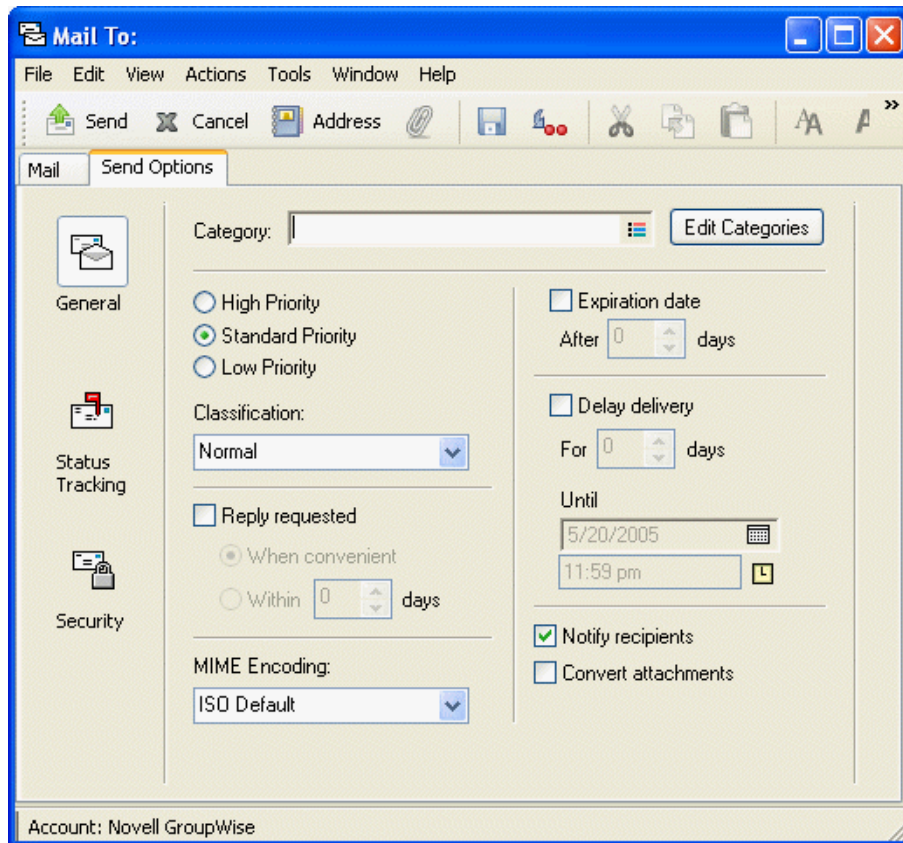 Mail To:
File Edit View Actions Tools Window Help
Send Cancel Address
Mail Send Options
Category: Edit Categories
General
High Priority
Standard Priority
Low Priority
Classification:
Normal
Reply requested
When convenient
Within 0 days
MIME Encoding:
ISO Default
Expiration date
After 0 days
Delay delivery
For 0 days
Until
5/20/2005
11:59 pm
Notify recipients
Convert attachments
Status
Tracking
Security
Account: Novell GroupWise